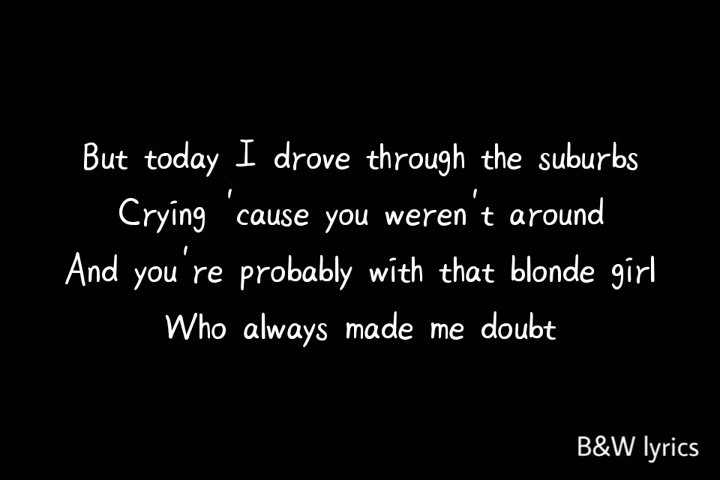 But today I drove through the suburbs
Crying 'cause you weren't around
And you're probably with that blonde girl
Who always made me doubt
B&W lyrics